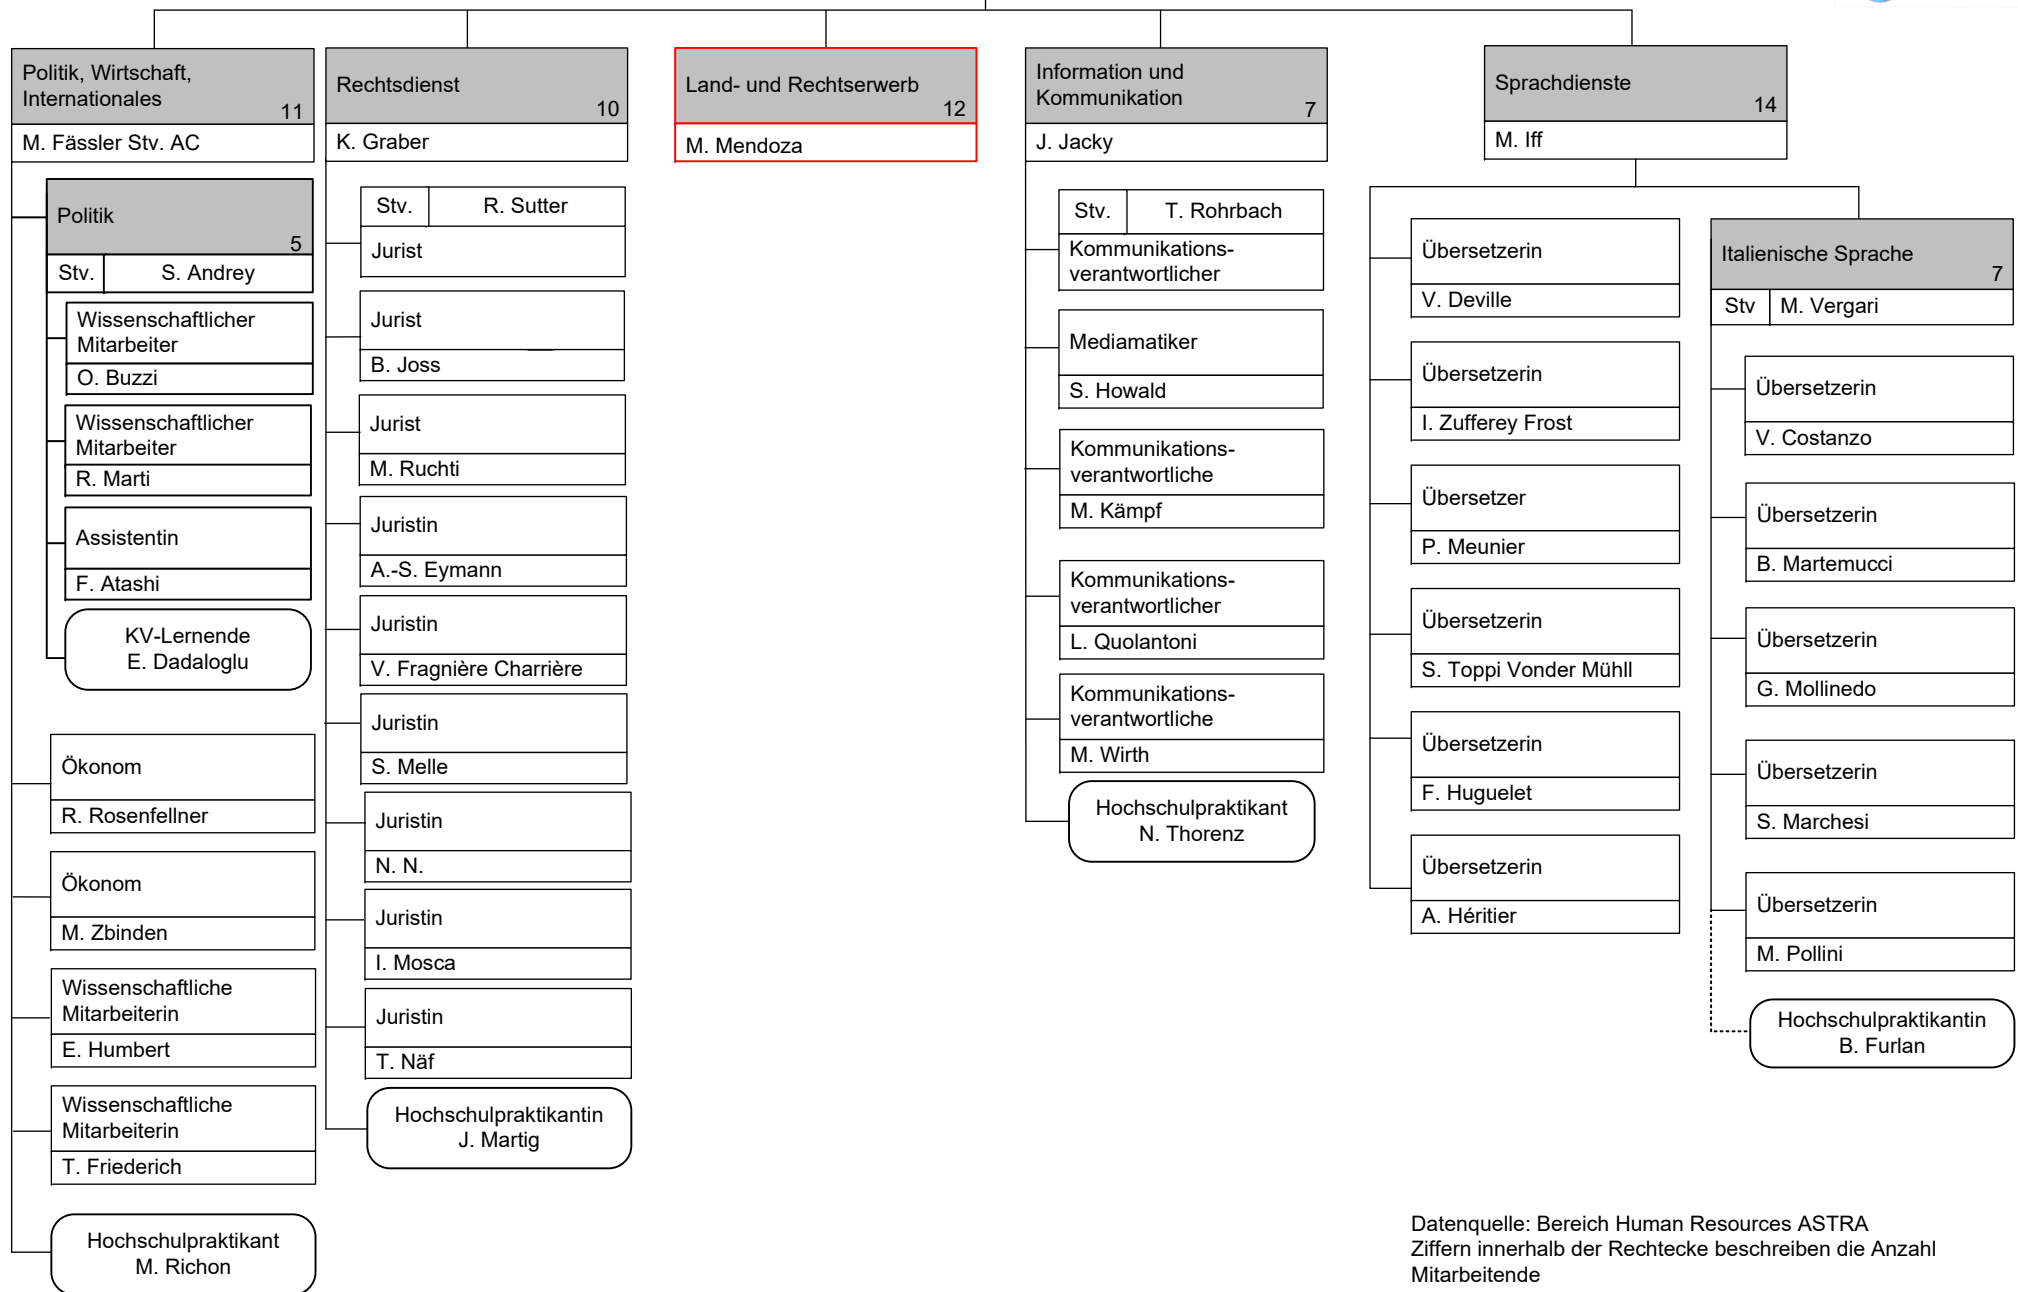 Politik, Wirtschaft,
Internationales
11
M. Fässler Stv. AC
Politik
5
Stv.
S. Andrey
Wissenschaftlicher
Mitarbeiter
O. Buzzi
Wissenschaftlicher
Mitarbeiter
R. Marti
Assistentin
F. Atashi
KV-Lernende
E. Dadaloglu
Ökonom
R. Rosenfellner
Ökonom
M. Zbinden
Wissenschaftliche
Mitarbeiterin
E. Humbert
Wissenschaftliche
Mitarbeiterin
T. Friederich
Hochschulpraktikant
M. Richon
Rechtsdienst
10
K. Graber
Stv.
R. Sutter
Jurist
Jurist
B. Joss
Jurist
M. Ruchti
Juristin
A.-S. Eymann
Juristin
V. Fragnière Charrière
Juristin
S. Melle
Juristin
N. N.
Juristin
I. Mosca
Juristin
T. Näf
Hochschulpraktikantin
J. Martig
Land- und Rechtserwerb
12
M. Mendoza
Information und
Kommunikation
7
J. Jacky
Stv.
T. Rohrbach
Kommunikations-
verantwortlicher
Mediamatiker
S. Howald
Kommunikations-
verantwortliche
M. Kämpf
Kommunikations-
verantwortlicher
L. Quolantoni
Kommunikations-
verantwortliche
M. Wirth
Hochschulpraktikant
N. Thorenz
Sprachdienste
14
M. Iff
Übersetzerin
V. Deville
Übersetzerin
I. Zufferey Frost
Übersetzer
P. Meunier
Übersetzerin
S. Toppi Vonder Mühll
Übersetzerin
F. Huguelet
Übersetzerin
A. Héritier
Italienische Sprache
7
Stv
M. Vergari
Übersetzerin
V. Costanzo
Übersetzerin
B. Martemucci
Übersetzerin
G. Mollinedo
Übersetzerin
S. Marchesi
Übersetzerin
M. Pollini
Hochschulpraktikantin
B. Furlan
Datenquelle: Bereich Human Resources ASTRA
Ziffern innerhalb der Rechtecke beschreiben die Anzahl
Mitarbeitende